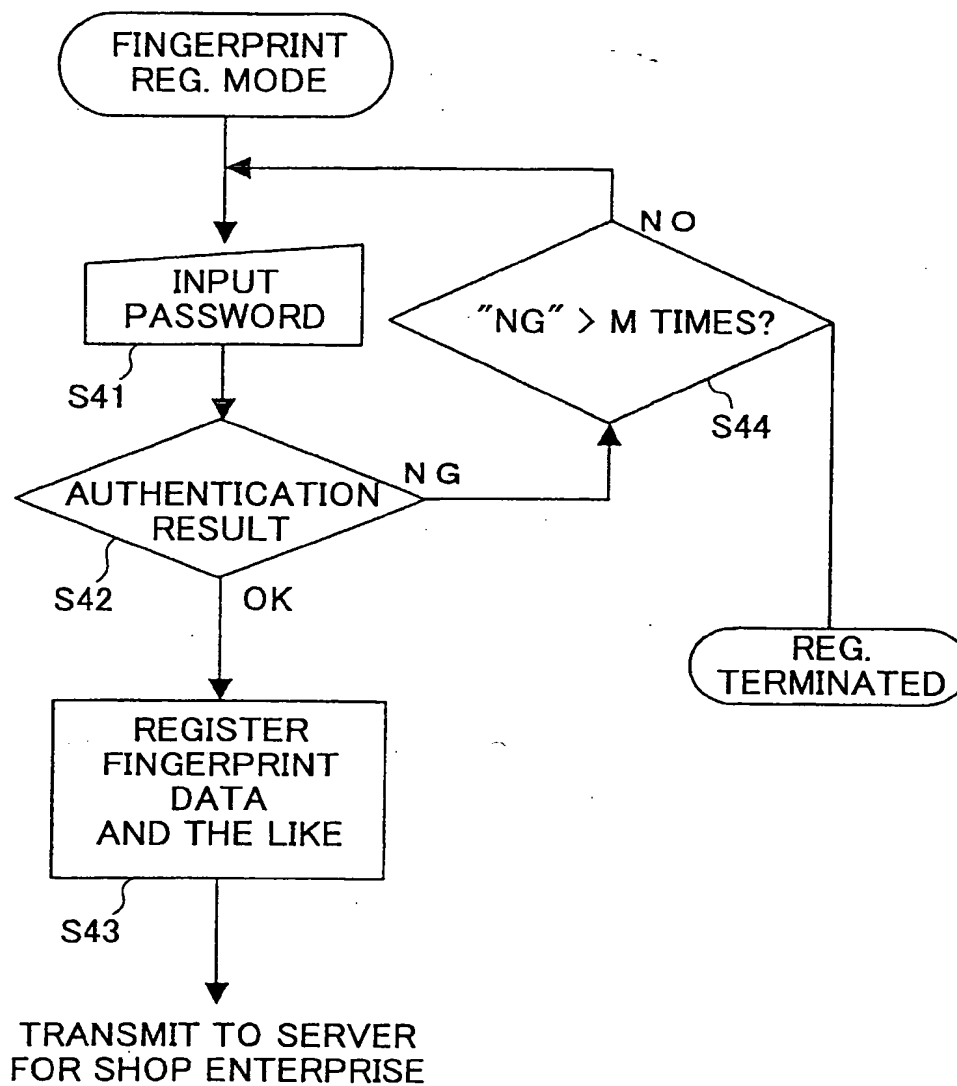 FINGERPRINT
REG. MODE
NO
INPUT
PASSWORD
"NG" > M TIMES?
S41
S44
NG
AUTHENTICATION
RESULT
S42
OK
REG.
TERMINATED
REGISTER
FINGERPRINT
DATA
AND THE LIKE
S43
TRANSMIT TO SERVER
FOR SHOP ENTERPRISE